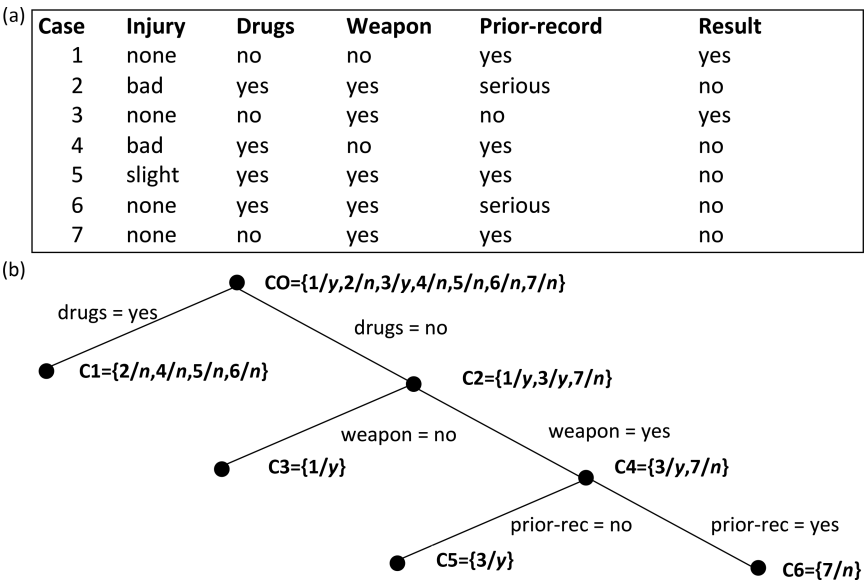 (a)
Case Injury Drugs Weapon Prior-record Result
1 none no no yes yes
2 bad yes yes serious no
3 none no yes no yes
4 bad yes no yes no
5 slight yes yes yes no
6 none yes yes serious no
7 none no yes yes no
(b)
CO={1/y,2/n,3/y,4/n,5/n,6/n,7/n}
drugs = yes
drugs = no
C1={2/n,4/n,5/n,6/n}
C2={1/y,3/y,7/n}
weapon = no
weapon = yes
C3={1/y}
C4={3/y,7/n}
prior-rec = no
prior-rec = yes
C5={3/y}
C6={7/n}